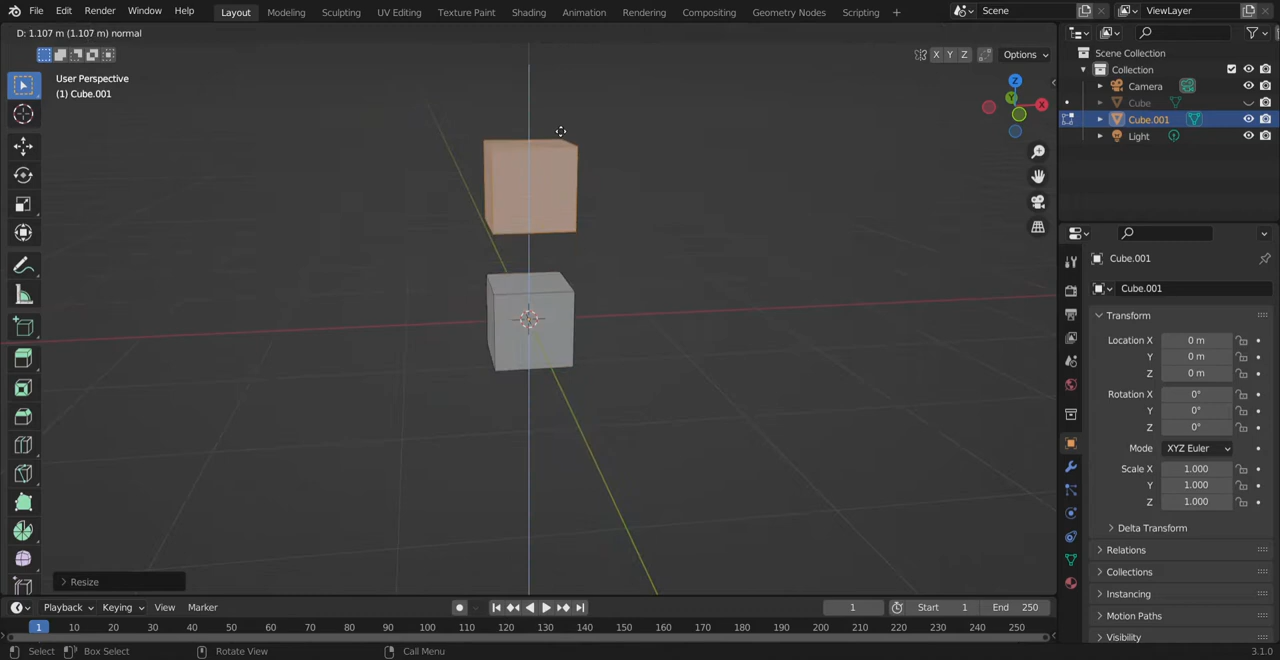 File Edit Render Window Help Layout Modeling Sculpting UV Editing Texture Paint Shading Animation Rendering Compositing Geometry Nodes Scripting + Scene ViewLayer
D: 1.107 m (1.107 m) normal
X Y Z Options
User Perspective
(1) Cube.001
Z
X
Y
Scene Collection
Collection
Camera
Cube
Cube.001
Light
Cube.001
Cube.001
Transform
Location X 0 m
Y 0 m
Z 0 m
Rotation X 0°
Y 0°
Z 0°
Mode XYZ Euler
Scale X 1.000
Y 1.000
Z 1.000
Delta Transform
Relations
Collections
Instancing
Motion Paths
Visibility
Resize
Playback Keying View Marker 1 Start 1 End 250
1 10 20 30 40 50 60 70 80 90 100 110 120 130 140 150 160 170 180 190 200 210 220 230 240 250
Select Box Select Rotate View Call Menu 3.1.0